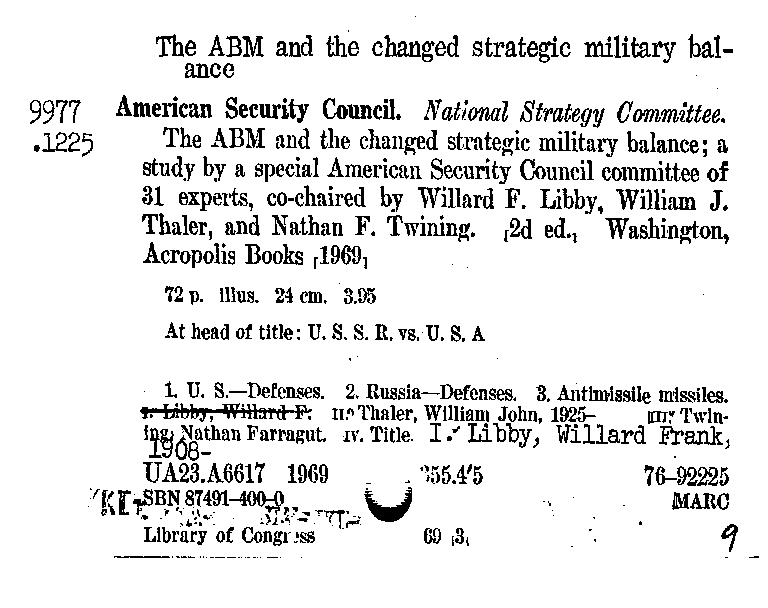 The ABM and the changed strategic military bal-
ance
9977 American Security Council. National Strategy Committee.
.1225 The ABM and the changed strategic military balance; a
study by a special American Security Council committee of
31 experts, co-chaired by Willard F. Libby, William J.
Thaler, and Nathan F. Twining. [2d ed.] Washington,
Acropolis Books [1969]
72 p. illus. 24 cm. 3.95
At head of title: U. S. S. R. vs. U. S. A
1. U. S.—Defenses. 2. Russia—Defenses. 3. Antimissile missiles.
I. Libby, Willard F. II. Thaler, William John, 1925– III. Twin-
ing, Nathan Farragut. IV. Title. I. Libby, Willard Frank,
1908-
UA23.A6617 1969 355.4'5 76–92225
SBN 87491–400–0 MARC
Library of Congress 69 [3]
9